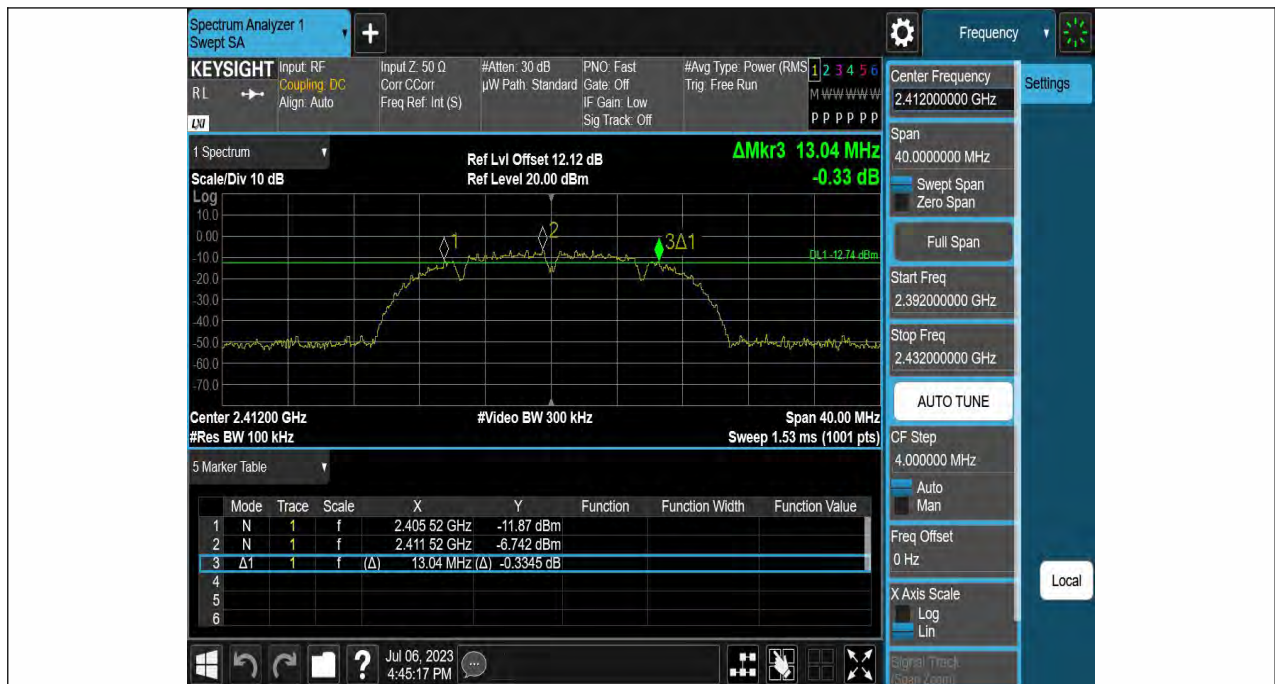 Spectrum Analyzer 1
Swept SA
+
Frequency
KEYSIGHT
RL
LXI
Input: RF
Coupling: DC
Align: Auto
Input Z: 50 Ω
Corr CCorr
Freq Ref: Int (S)
#Atten: 30 dB
µW Path: Standard
PNO: Fast
Gate: Off
IF Gain: Low
Sig Track: Off
#Avg Type: Power (RMS
Trig: Free Run
1 2 3 4 5 6
M W W W W W
P P P P P P
1 Spectrum
Scale/Div 10 dB
Ref Lvl Offset 12.12 dB
Ref Level 20.00 dBm
ΔMkr3 13.04 MHz
-0.33 dB
Log
10.0
0.00
-10.0
-20.0
-30.0
-40.0
-50.0
-60.0
-70.0
1
2
3Δ1
DL1 -12.74 dBm
Center 2.41200 GHz
#Video BW 300 kHz
Span 40.00 MHz
#Res BW 100 kHz
Sweep 1.53 ms (1001 pts)
5 Marker Table
Mode Trace Scale X Y Function Function Width Function Value
1 N 1 f 2.405 52 GHz -11.87 dBm
2 N 1 f 2.411 52 GHz -6.742 dBm
3 Δ1 1 f (Δ) 13.04 MHz (Δ) -0.3345 dB
4
5
6
Center Frequency
2.412000000 GHz
Settings
Span
40.0000000 MHz
Swept Span
Zero Span
Full Span
Start Freq
2.392000000 GHz
Stop Freq
2.432000000 GHz
AUTO TUNE
CF Step
4.000000 MHz
Auto
Man
Freq Offset
0 Hz
X Axis Scale
Log
Lin
Signal Track
(Span Zoom)
Local
?
Jul 06, 2023
4:45:17 PM